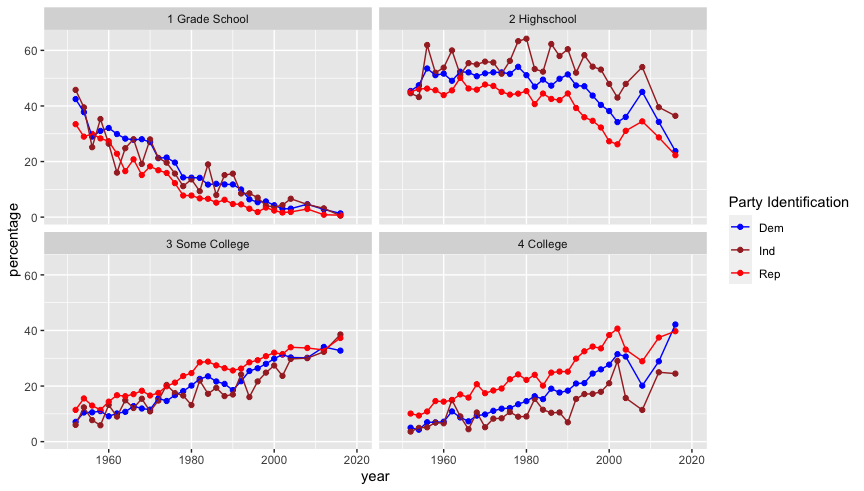 1 Grade School
2 Highschool
60
40
20
0
3 Some College
4 College
60
40
20
0
1960
1980
2000
2020
1960
1980
2000
2020
year
percentage
Party Identification
Dem
Ind
Rep